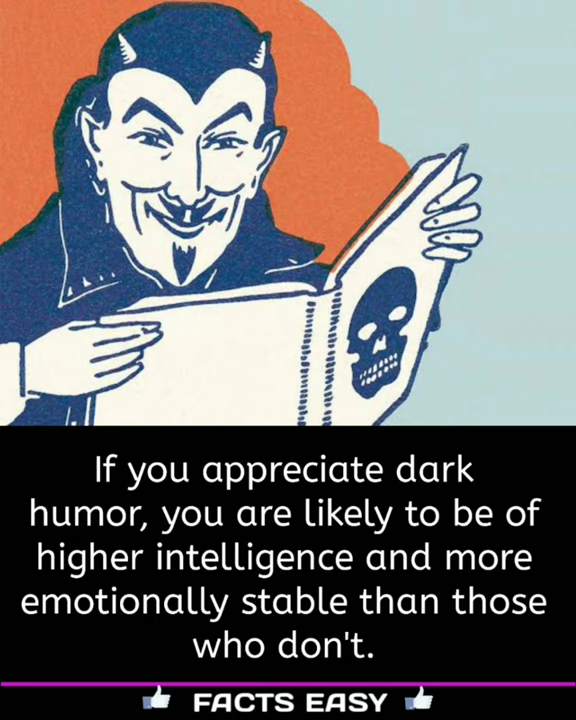 If you appreciate dark
humor, you are likely to be of
higher intelligence and more
emotionally stable than those
who don't.
FACTS EASY